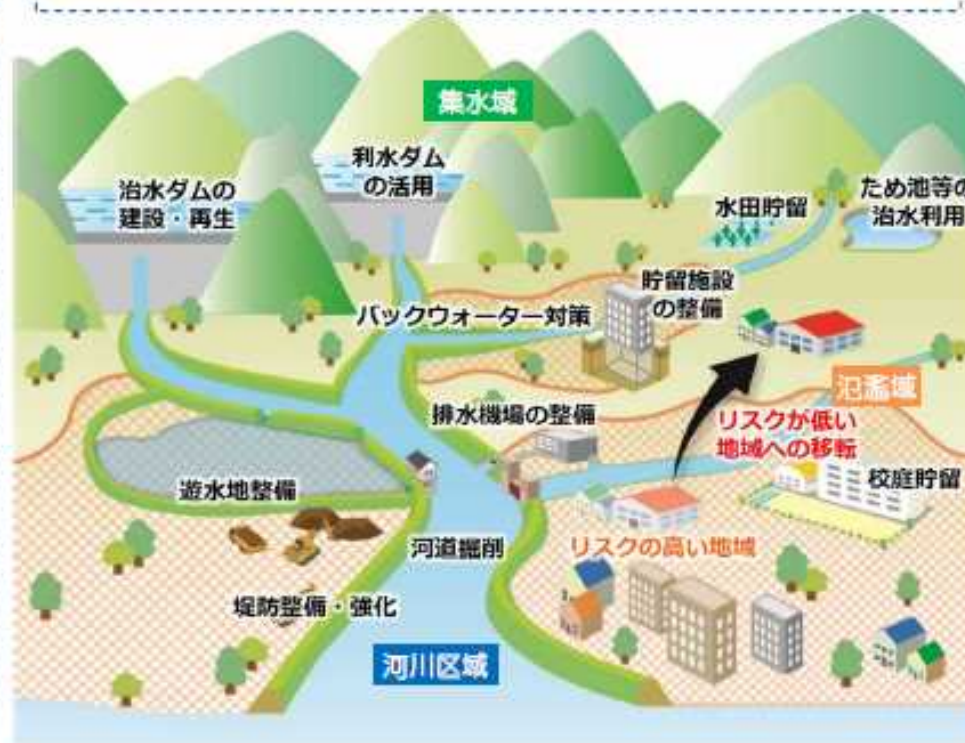 集水域
利水ダム
の活用
治水ダムの
建設・再生
水田貯留
ため池等の
治水利用
貯留施設
の整備
バックウォーター対策
氾濫域
排水機場の整備
リスクが低い
地域への移転
校庭貯留
遊水地整備
河道掘削
リスクの高い地域
堤防整備・強化
河川区域